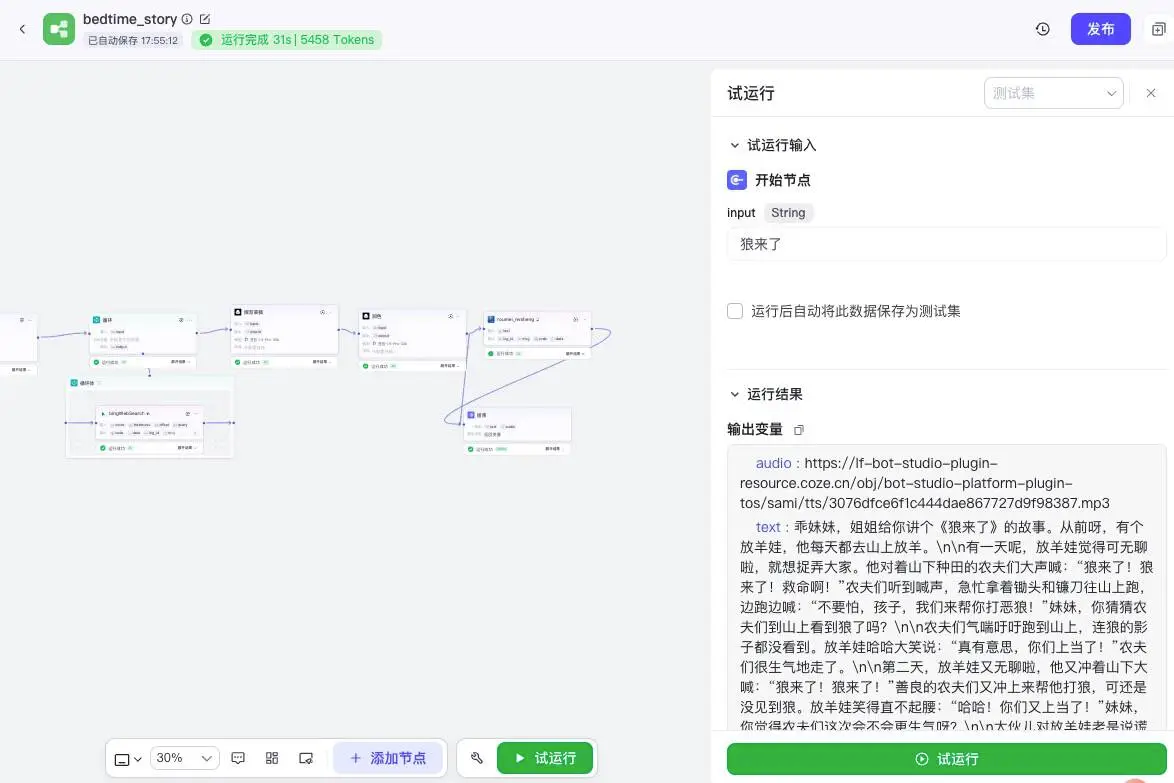 bedtime_story
已自动保存 17:55:12
运行完成 31s | 5458 Tokens
发布
试运行
测试集
试运行输入
开始节点
input String
狼来了
运行后自动将此数据保存为测试集
运行结果
输出变量
audio : https://lf-bot-studio-plugin-
resource.coze.cn/obj/bot-studio-platform-plugin-
tos/sami/tts/3076dfce6f1c444dae867727d9f98387.mp3
text : 乖妹妹，姐姐给你讲个《狼来了》的故事。从前呀，有个
放羊娃，他每天都去山上放羊。\n\n有一天呢，放羊娃觉得可无聊
啦，就想捉弄大家。他对着山下种田的农夫们大声喊：“狼来了！狼
来了！救命啊！”农夫们听到喊声，急忙拿着锄头和镰刀往山上跑，
边跑边喊：“不要怕，孩子，我们来帮你打恶狼！”妹妹，你猜猜农
夫们到山上看到狼了吗？\n\n农夫们气喘吁吁跑到山上，连狼的影
子都没看到。放羊娃哈哈大笑说：“真有意思，你们上当了！”农夫
们很生气地走了。\n\n第二天，放羊娃又无聊啦，他又冲着山下大
喊：“狼来了！狼来了！”善良的农夫们又冲上来帮他打狼，可还是
没见到狼。放羊娃笑得直不起腰：“哈哈！你们又上当了！”妹妹，
你觉得农夫们这次会不会更生气呀？\n\n大伙儿对放羊娃老是说谎
循环
循环体
bingWebSearch
结束
30%
添加节点
试运行
试运行